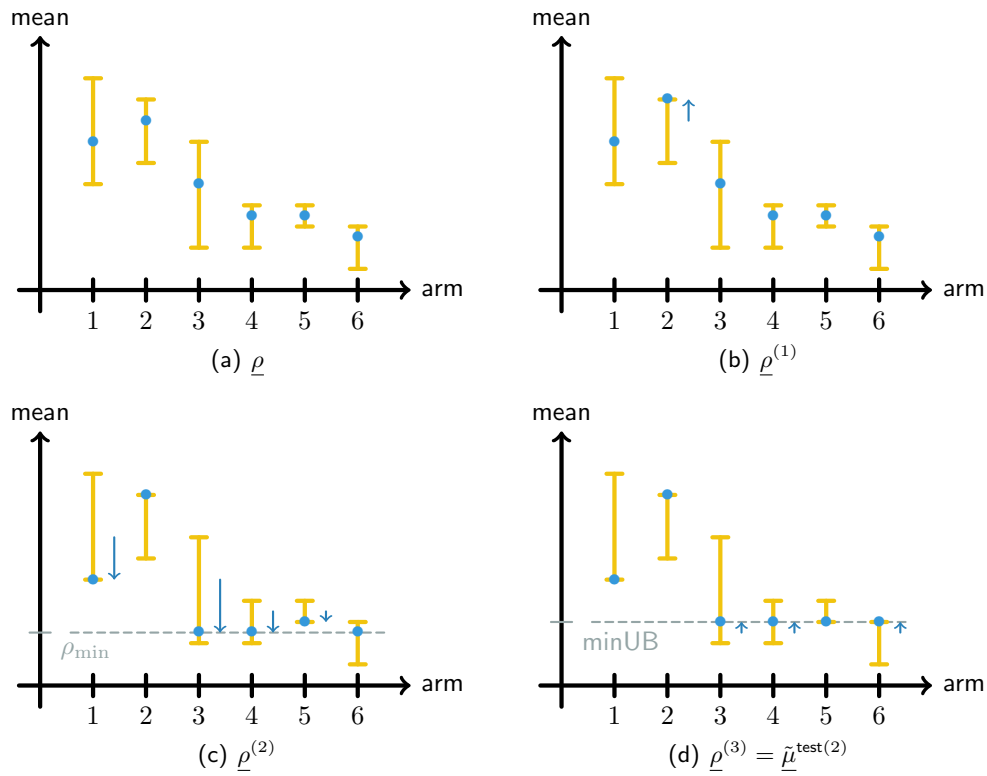 mean
arm
1 2 3 4 5 6
(a) ρ
mean
arm
1 2 3 4 5 6
(b) ρ^(1)
mean
ρ_min
arm
1 2 3 4 5 6
(c) ρ^(2)
mean
minUB
arm
1 2 3 4 5 6
(d) ρ^(3) = μ̃^test(2)